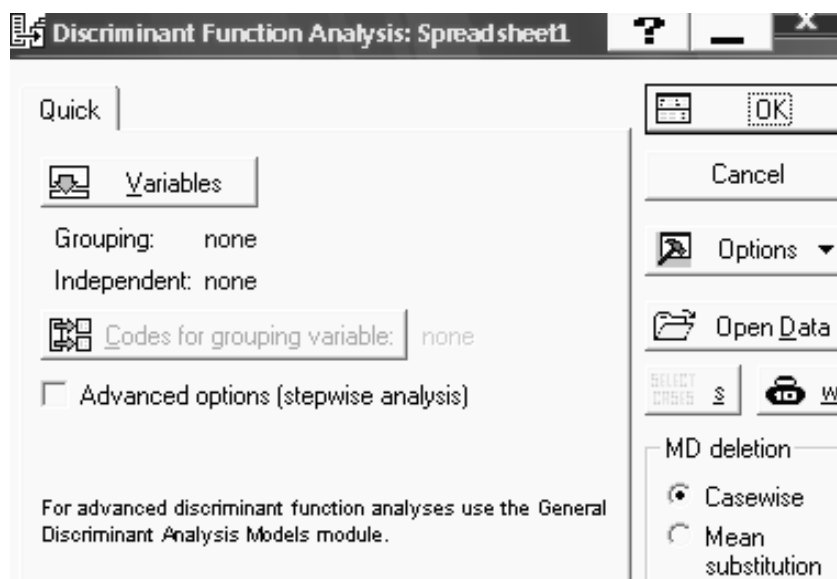 Discriminant Function Analysis: Spreadsheet1
? _ X
Quick
OK
Variables
Cancel
Grouping: none
Options
Independent: none
Open Data
Codes for grouping variable: none
SELECT CASES S W
Advanced options (stepwise analysis)
MD deletion
For advanced discriminant function analyses use the General
Discriminant Analysis Models module.
Casewise
Mean
substitution